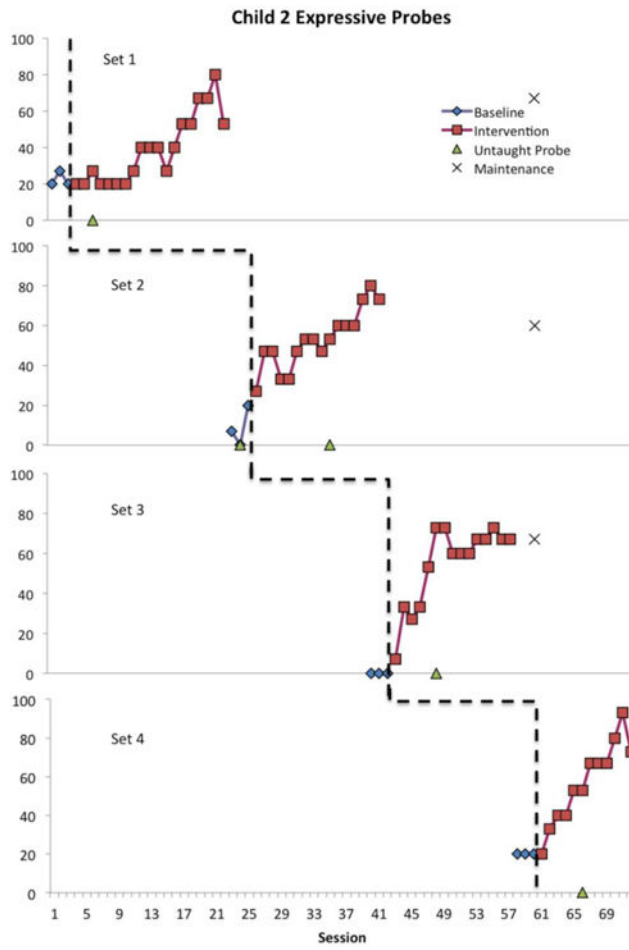 Child 2 Expressive Probes
100
80
60
40
20
0
Set 1
Baseline
Intervention
Untaught Probe
Maintenance
100
80
60
40
20
0
Set 2
100
80
60
40
20
0
Set 3
100
80
60
40
20
0
Set 4
1 5 9 13 17 21 25 29 33 37 41 45 49 53 57 61 65 69
Session